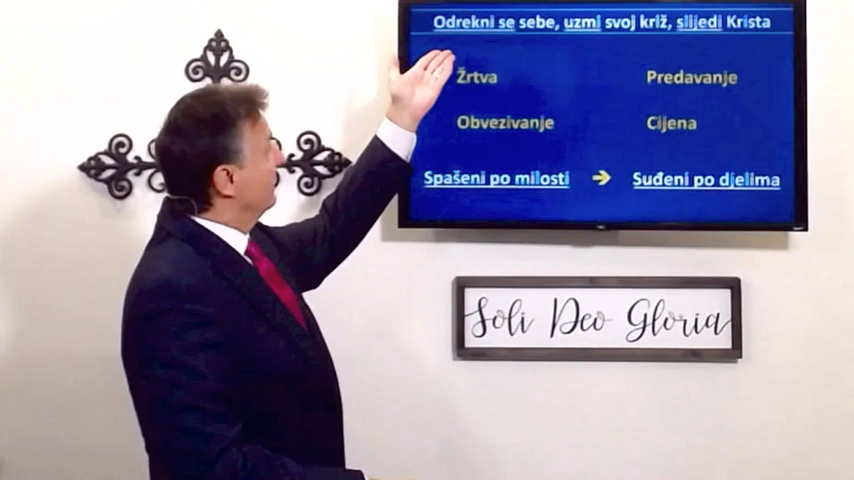 Odrekni se sebe, uzmi svoj križ, slijedi Krista
Žrtva Predavanje
Obvezivanje Cijena
Spašeni po milosti → Suđeni po djelima
Soli Deo Gloria